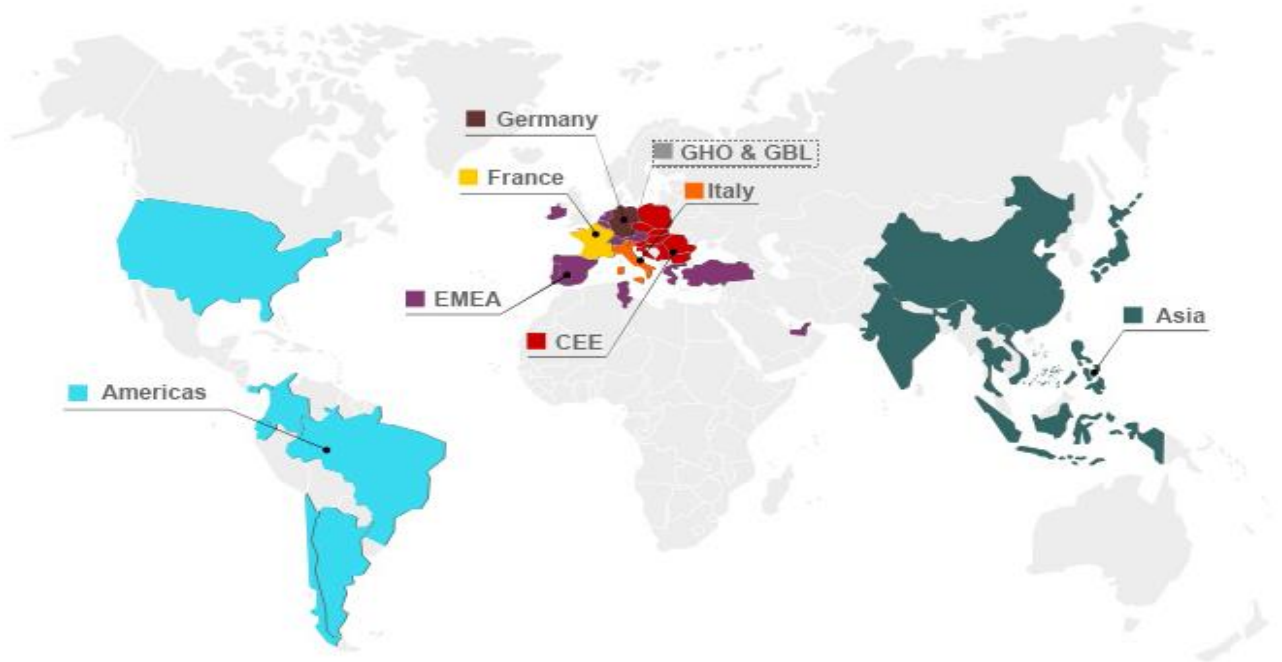 Germany
GHO & GBL
France
Italy
EMEA
Asia
CEE
Americas